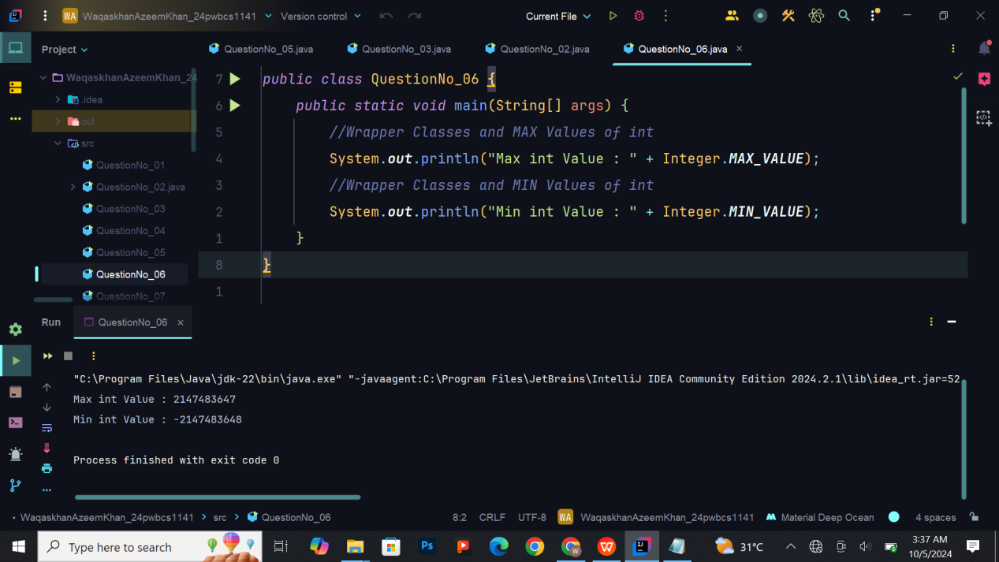 WA WaqaskhanAzeemKhan_24pwbcs1141 Version control Current File
Project
QuestionNo_05.java QuestionNo_03.java QuestionNo_02.java QuestionNo_06.java
WaqaskhanAzeemKhan_24
.idea
out
src
QuestionNo_01
QuestionNo_02.java
QuestionNo_03
QuestionNo_04
QuestionNo_05
QuestionNo_06
QuestionNo_07
7 public class QuestionNo_06 {
6 public static void main(String[] args) {
5 //Wrapper Classes and MAX Values of int
4 System.out.println("Max int Value : " + Integer.MAX_VALUE);
3 //Wrapper Classes and MIN Values of int
2 System.out.println("Min int Value : " + Integer.MIN_VALUE);
1 }
8 }
1
Run QuestionNo_06
"C:\Program Files\Java\jdk-22\bin\java.exe" "-javaagent:C:\Program Files\JetBrains\IntelliJ IDEA Community Edition 2024.2.1\lib\idea_rt.jar=52
Max int Value : 2147483647
Min int Value : -2147483648
Process finished with exit code 0
WaqaskhanAzeemKhan_24pwbcs1141 src QuestionNo_06 8:2 CRLF UTF-8 WA WaqaskhanAzeemKhan_24pwbcs1141 Material Deep Ocean 4 spaces
Type here to search Ps W 31°C 3:37 AM
10/5/2024